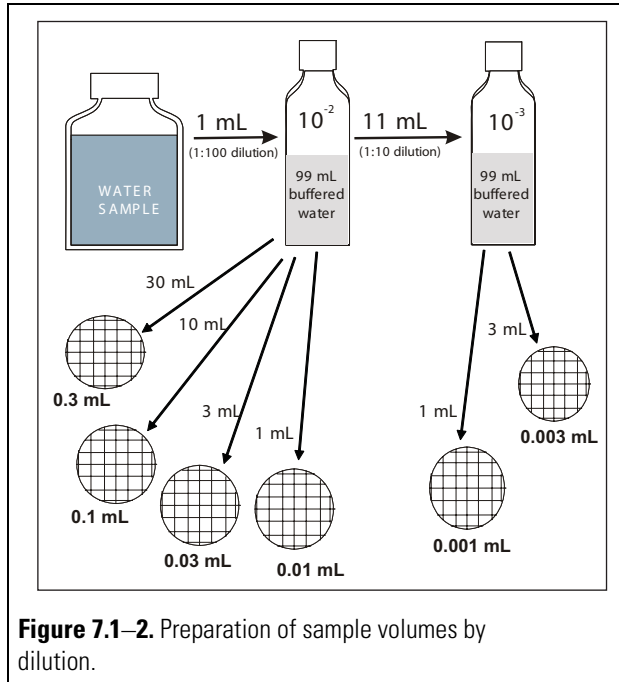 1 mL
(1:100 dilution)
10-2
11 mL
(1:10 dilution)
10-3
WATER
SAMPLE
99 mL
buffered
water
99 mL
buffered
water
30 mL
10 mL
3 mL
1 mL
1 mL
3 mL
0.3 mL
0.1 mL
0.03 mL
0.01 mL
0.001 mL
0.003 mL
Figure 7.1–2. Preparation of sample volumes by
dilution.